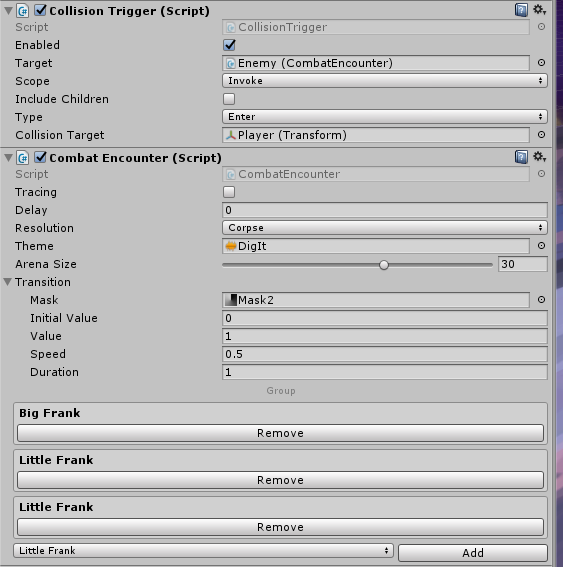 Collision Trigger (Script)
Script CollisionTrigger
Enabled
Target Enemy (CombatEncounter)
Scope Invoke
Include Children
Type Enter
Collision Target Player (Transform)
Combat Encounter (Script)
Script CombatEncounter
Tracing
Delay 0
Resolution Corpse
Theme DigIt
Arena Size 30
Transition
Mask Mask2
Initial Value 0
Value 1
Speed 0.5
Duration 1
Group
Big Frank
Remove
Little Frank
Remove
Little Frank
Remove
Little Frank Add